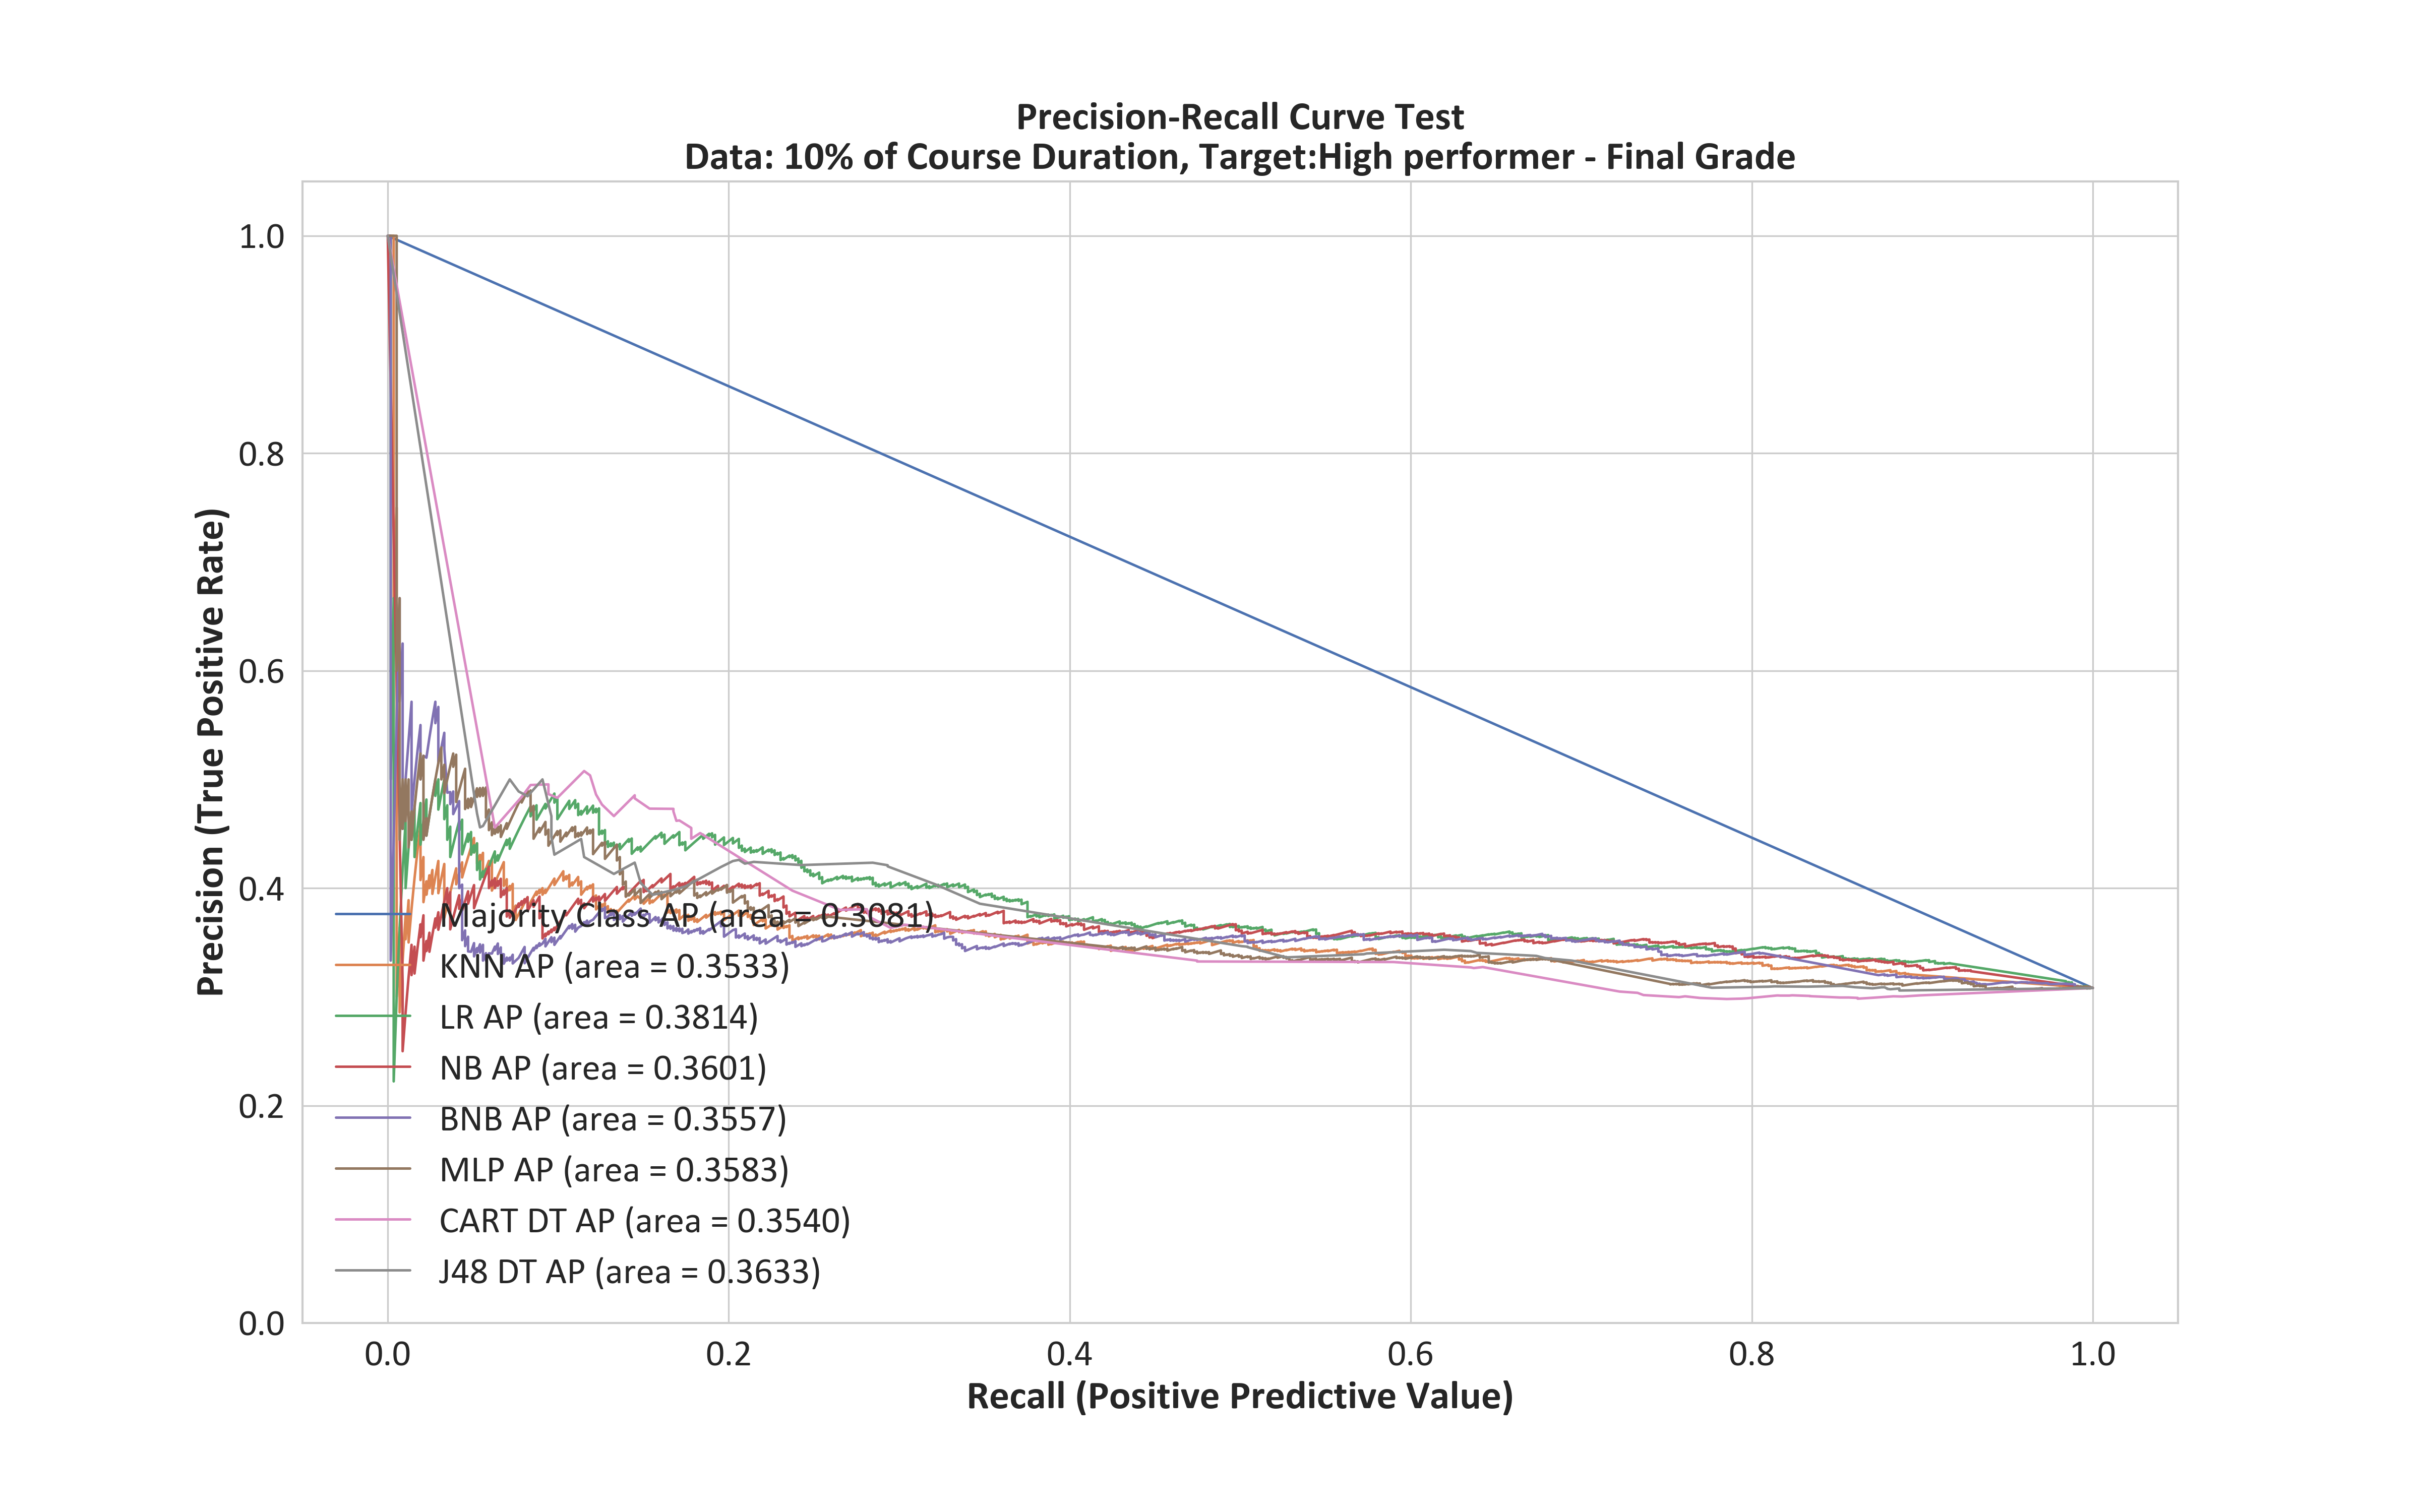 Precision-Recall Curve Test
Data: 10% of Course Duration, Target:High performer - Final Grade
1.0
0.8
0.6
0.4
0.2
0.0
Precision (True Positive Rate)
Majority Class AP (area = 0.3081)
KNN AP (area = 0.3533)
LR AP (area = 0.3814)
NB AP (area = 0.3601)
BNB AP (area = 0.3557)
MLP AP (area = 0.3583)
CART DT AP (area = 0.3540)
J48 DT AP (area = 0.3633)
0.0 0.2 0.4 0.6 0.8 1.0
Recall (Positive Predictive Value)